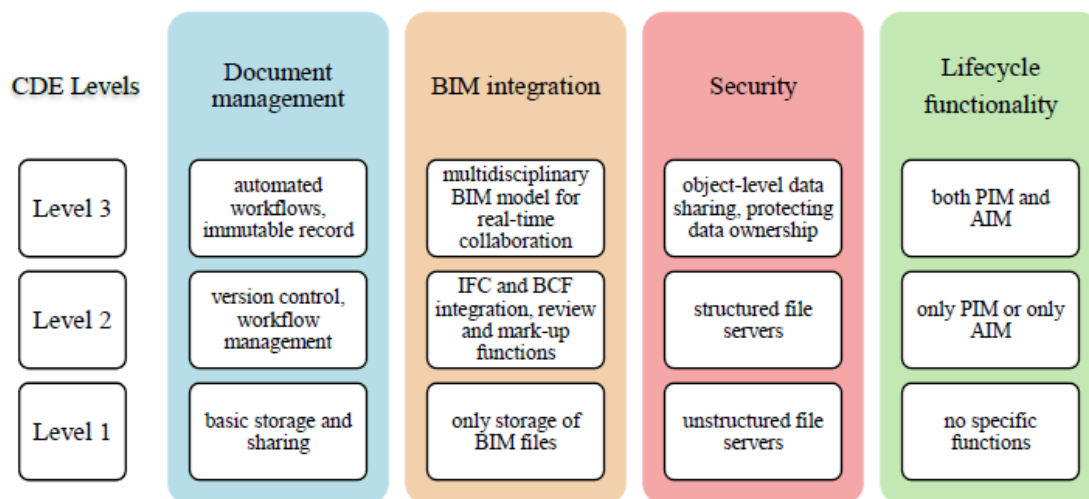 CDE Levels
Document
management
BIM integration
Security
Lifecycle
functionality
Level 3
automated
workflows,
immutable record
multidisciplinary
BIM model for
real-time
collaboration
object-level data
sharing, protecting
data ownership
both PIM and
AIM
Level 2
version control,
workflow
management
IFC and BCF
integration, review
and mark-up
functions
structured file
servers
only PIM or only
AIM
Level 1
basic storage and
sharing
only storage of
BIM files
unstructured file
servers
no specific
functions